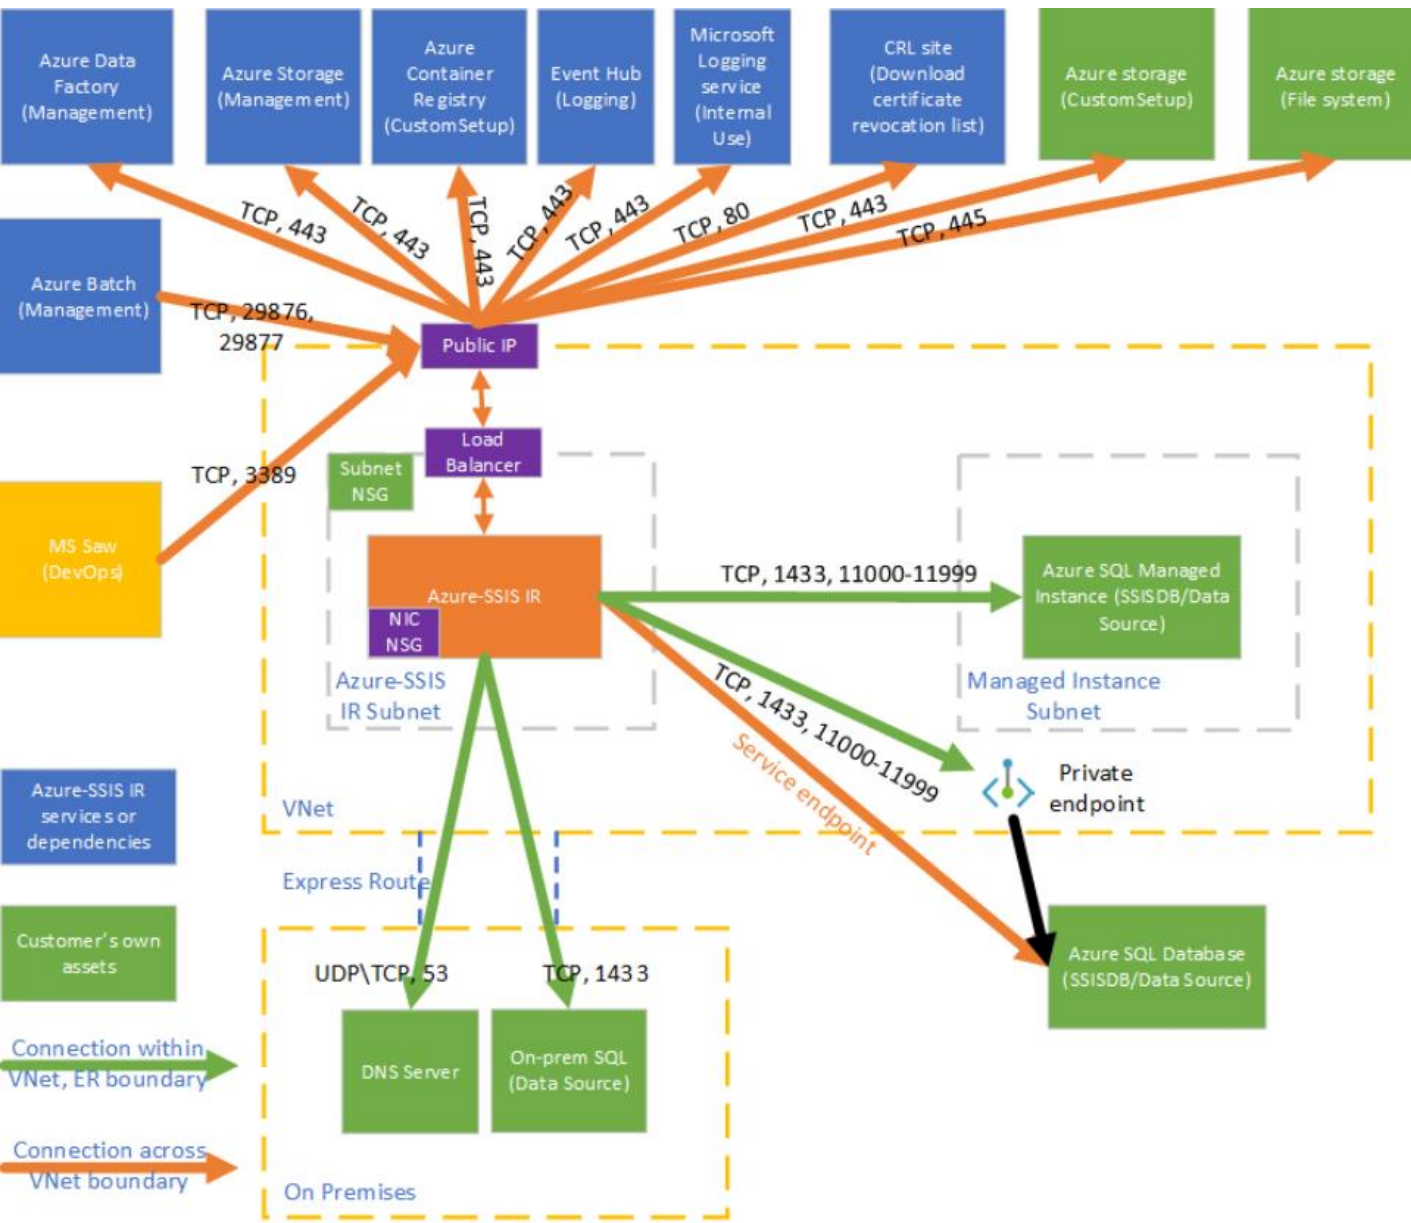 Azure Data
Factory
(Management)
Azure Storage
(Management)
Azure
Container
Registry
(CustomSetup)
Event Hub
(Logging)
Microsoft
Logging
service
(Internal
Use)
CRL site
(Download
certificate
revocation list)
Azure storage
(CustomSetup)
Azure storage
(File system)
TCP, 443
TCP, 443
TCP, 443
TCP, 443
TCP, 443
TCP, 80
TCP, 443
TCP, 445
Azure Batch
(Management)
TCP, 29876,
29877
Public IP
Load
Balancer
Subnet
NSG
TCP, 3389
MS Saw
(DevOps)
Azure-SSIS IR
NIC
NSG
Azure-SSIS
IR Subnet
TCP, 1433, 11000-11999
Azure SQL Managed
Instance (SSISDB/Data
Source)
Managed Instance
Subnet
TCP, 1433, 11000-11999
Service endpoint
Private
endpoint
VNet
Azure-SSIS IR
services or
dependencies
Express Route
Customer's own
assets
Azure SQL Database
(SSISDB/Data Source)
UDP\TCP, 53
TCP, 1433
DNS Server
On-prem SQL
(Data Source)
Connection within
VNet, ER boundary
Connection across
VNet boundary
On Premises